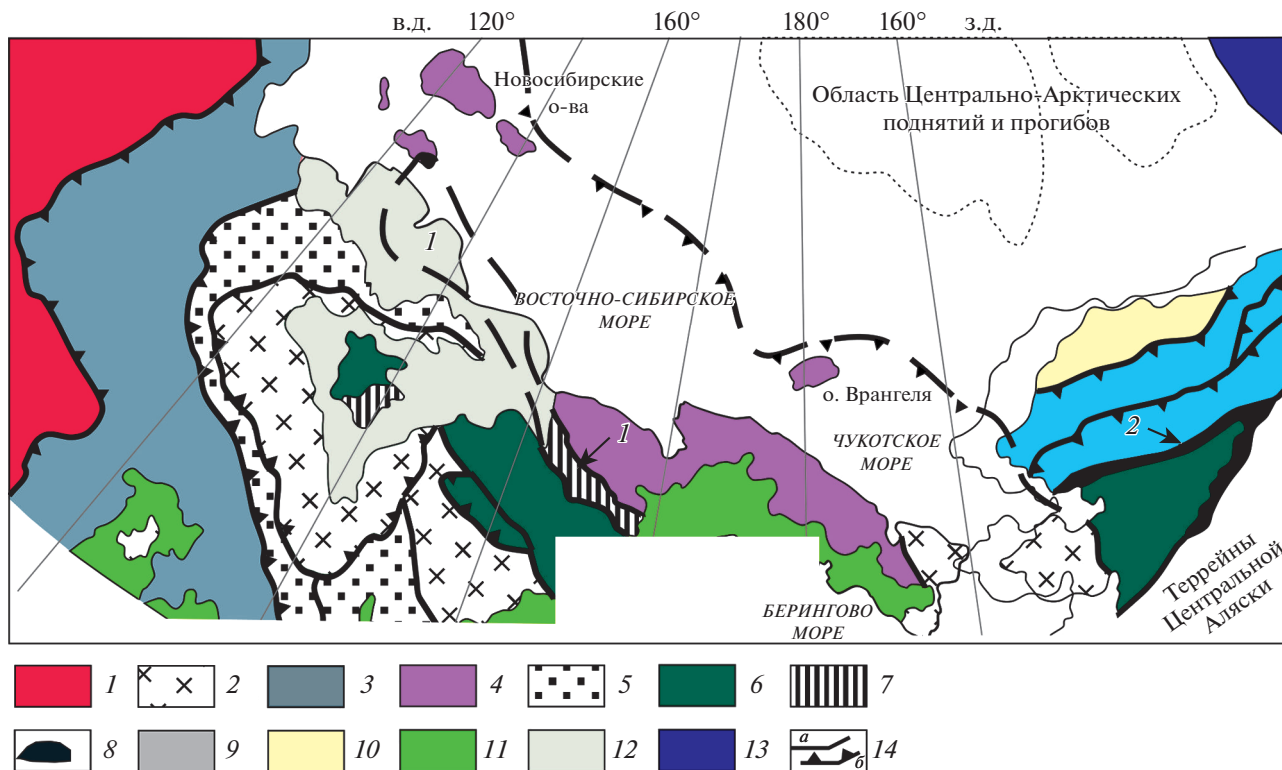 в.д. 120° 160° 180° 160° з.д.
Новосибирские
о-ва
Область Центрально-Арктических
поднятий и прогибов
1
ВОСТОЧНО-СИБИРСКОЕ
МОРЕ
о. Врангеля
ЧУКОТСКОЕ
МОРЕ
1
2
БЕРИНГОВО
МОРЕ
Террейны
Центральной
Аляски
1 2 3 4 5 6 7
8 9 10 11 12 13 а б 14